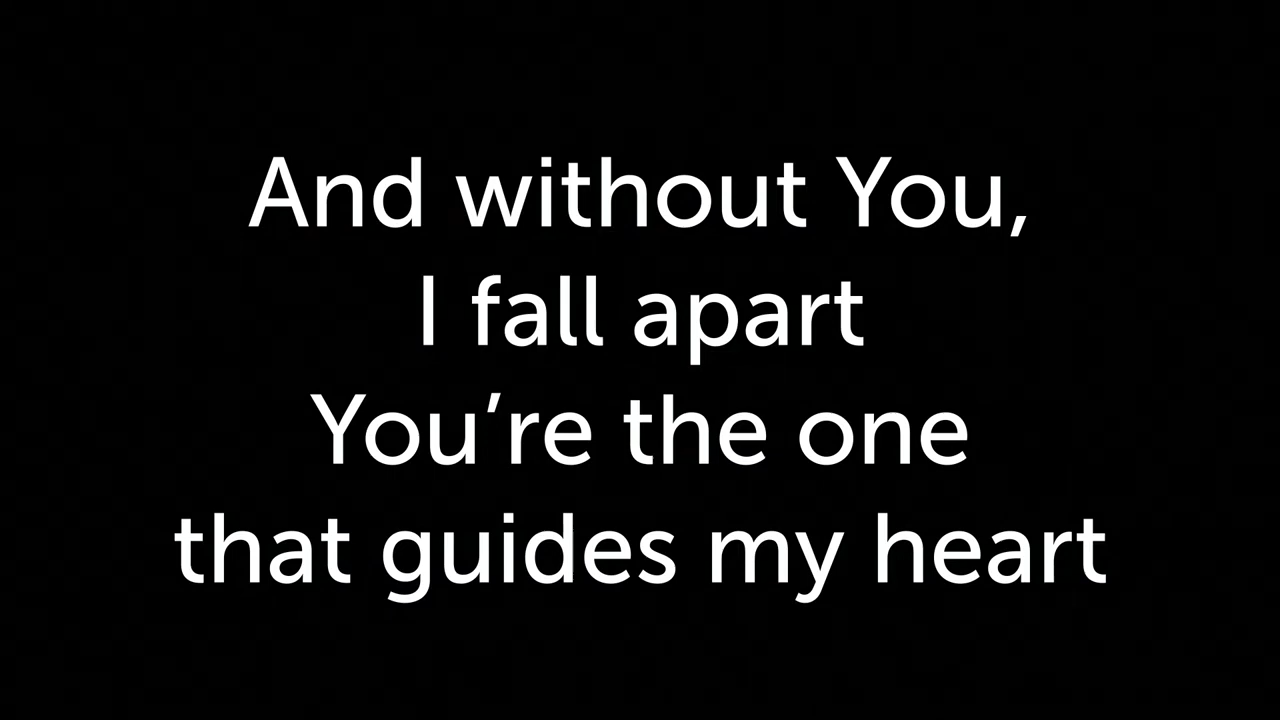 And without You,
I fall apart
You’re the one
that guides my heart